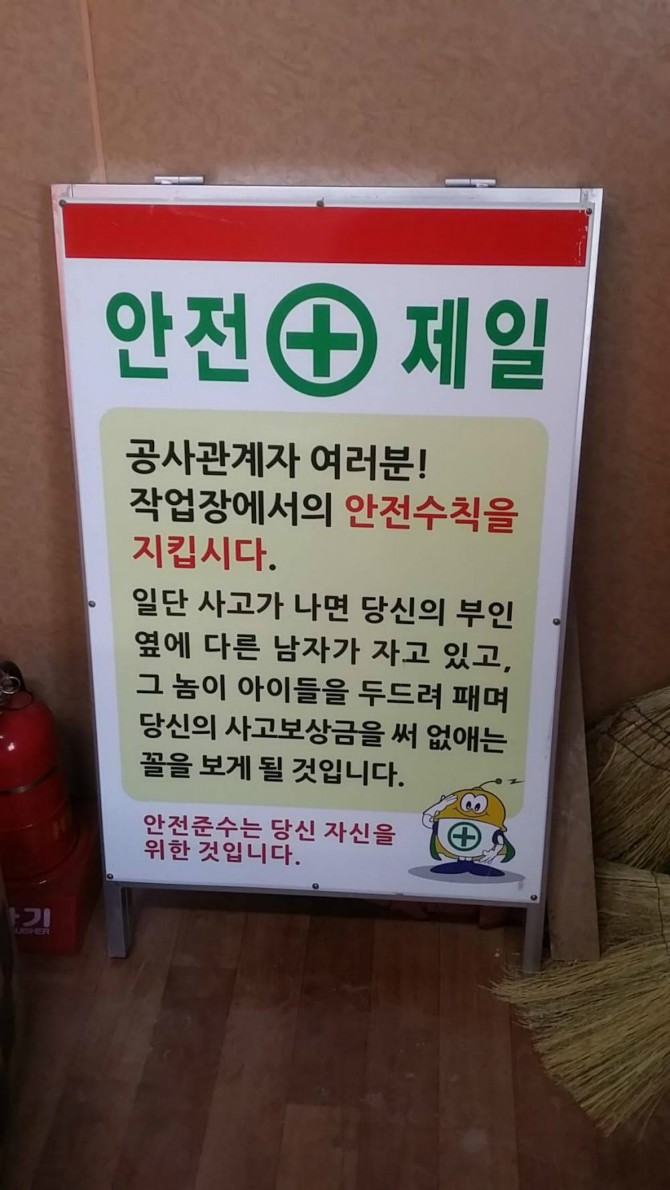 안전 제일
공사관계자 여러분!
작업장에서의 안전수칙을
지킵시다.
일단 사고가 나면 당신의 부인
옆에 다른 남자가 자고 있고,
그 놈이 아이들을 두드려 패며
당신의 사고보상금을 써 없애는
꼴을 보게 될 것입니다.
안전준수는 당신 자신을
위한 것입니다.